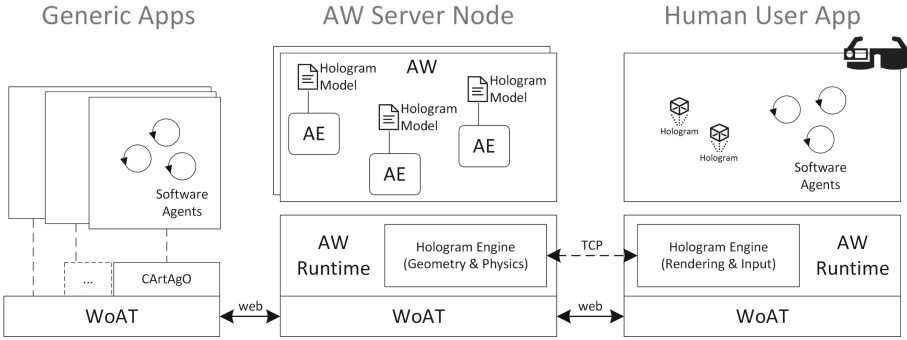 Generic Apps
AW Server Node
Human User App
Software
Agents
...
CArtAgO
WoAT
AW
Hologram
Model
AE
Hologram
Model
AE
Hologram
Model
AE
AW
Runtime
Hologram Engine
(Geometry & Physics)
WoAT
Hologram
Hologram
Software
Agents
Hologram Engine
(Rendering & Input)
AW
Runtime
WoAT
TCP
web
web